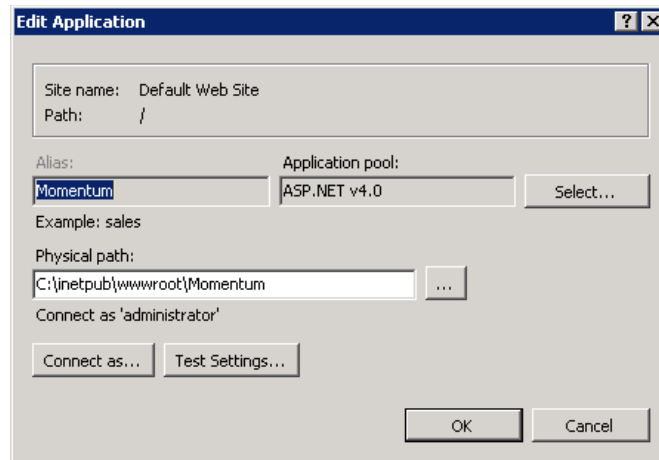 Edit Application
Site name: Default Web Site
Path: /
Alias: Application pool:
Momentum ASP.NET v4.0 Select...
Example: sales
Physical path:
C:\inetpub\wwwroot\Momentum ...
Connect as 'administrator'
Connect as... Test Settings...
OK Cancel